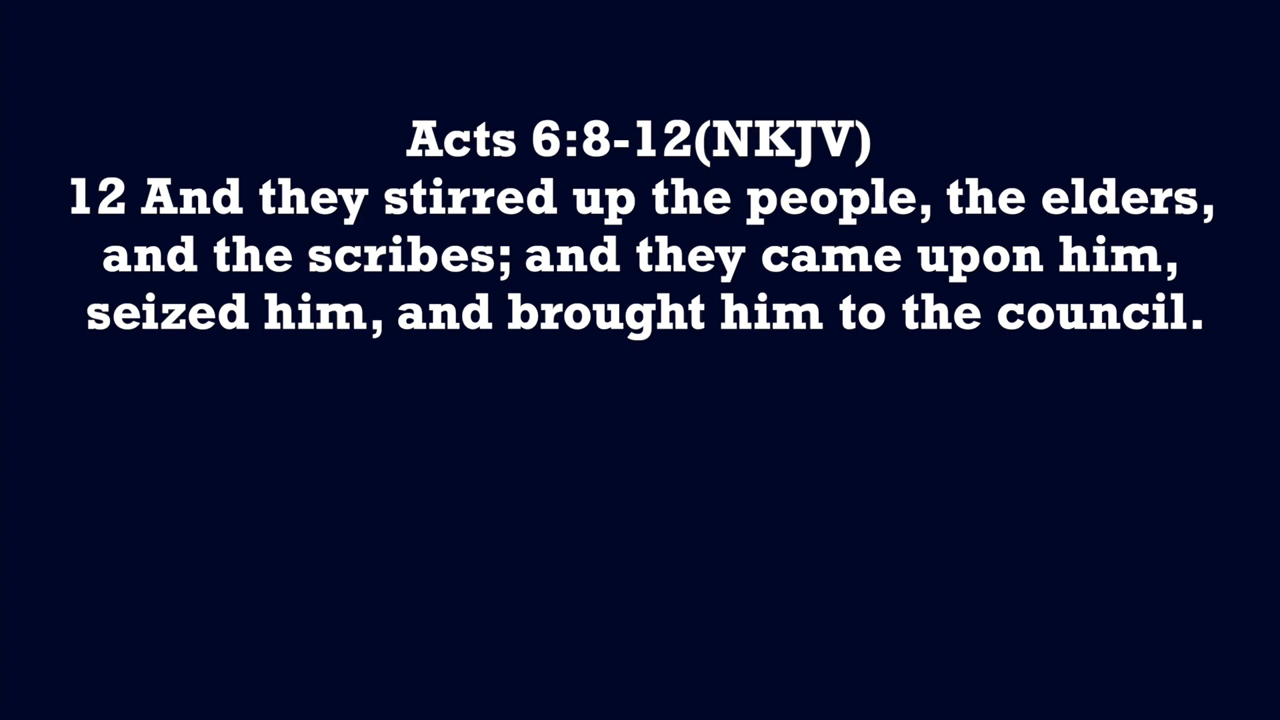 Acts 6:8-12(NKJV)
12 And they stirred up the people, the elders,
and the scribes; and they came upon him,
seized him, and brought him to the council.